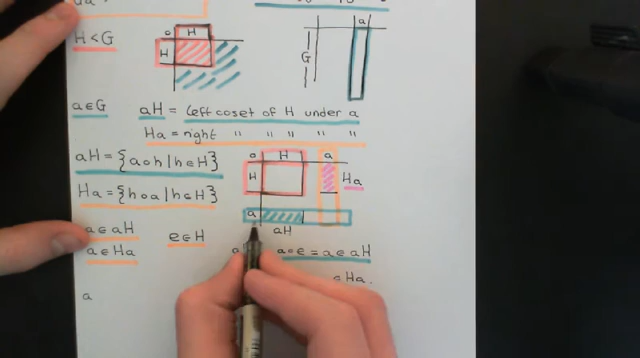 H<G
o H
H
a
G
a∈G aH = left coset of H under a
Ha = right " " " " "
aH = {a∘h | h∈H}
Ha = {h∘a | h∈H}
o H a
H Ha
a
aH
a∈aH e∈H
a∈Ha a∘e = a∈aH
∈Ha.
a